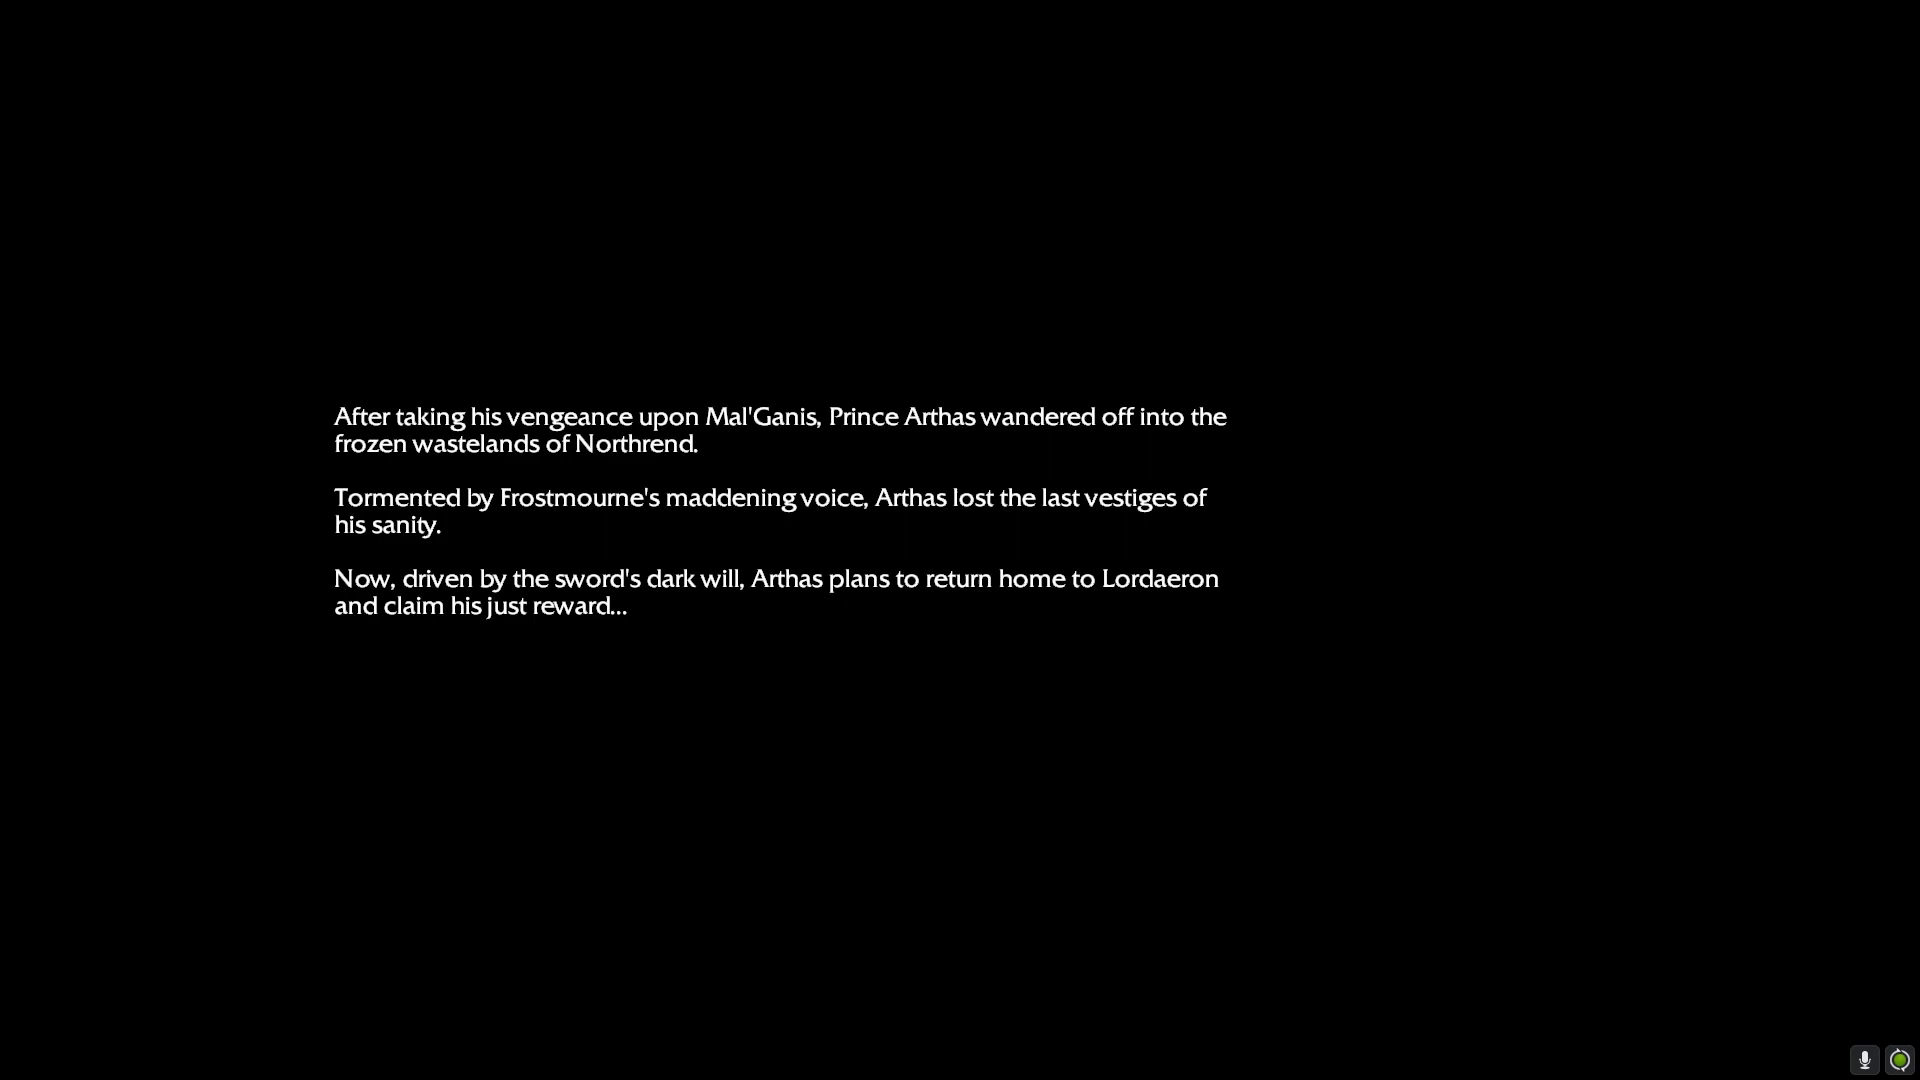 After taking his vengeance upon Mal'Ganis, Prince Arthas wandered off into the
frozen wastelands of Northrend.
Tormented by Frostmourne's maddening voice, Arthas lost the last vestiges of
his sanity.
Now, driven by the sword's dark will, Arthas plans to return home to Lordaeron
and claim his just reward...